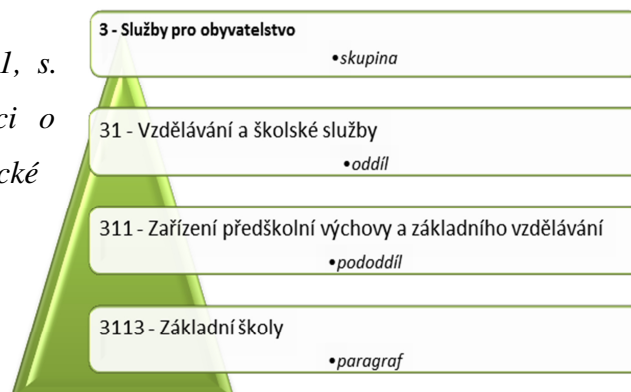 1, s.
ci o
cké
3 - Služby pro obyvatelstvo
•skupina
31 - Vzdělávání a školské služby
•oddíl
311 - Zařízení předškolní výchovy a základního vzdělávání
•pododdíl
3113 - Základní školy
•paragraf